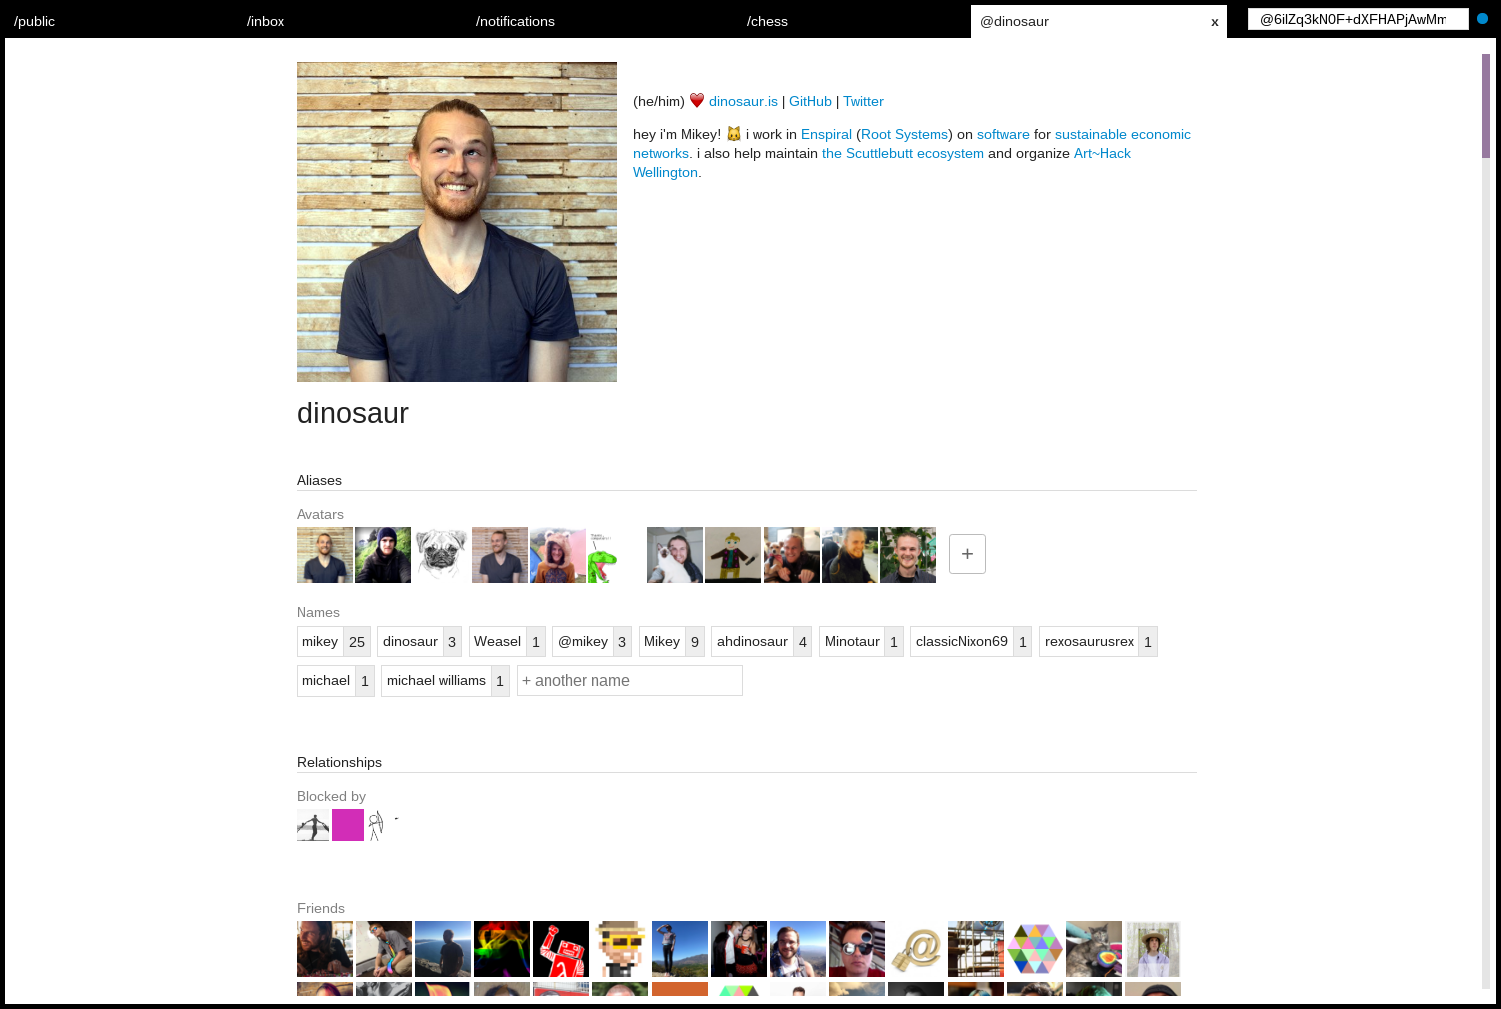 /public
/inbox
/notifications
/chess
@dinosaur
x
@6ilZq3kN0F+dXFHAPjAwMm
(he/him) ❤️ dinosaur.is | GitHub | Twitter
hey i'm Mikey! 🐱 i work in Enspiral (Root Systems) on software for sustainable economic
networks. i also help maintain the Scuttlebutt ecosystem and organize Art~Hack
Wellington.
dinosaur
Aliases
Avatars
+
Names
mikey 25 dinosaur 3 Weasel 1 @mikey 3 Mikey 9 ahdinosaur 4 Minotaur 1 classicNixon69 1 rexosaurusrex 1
michael 1 michael williams 1 + another name
Relationships
Blocked by
Friends